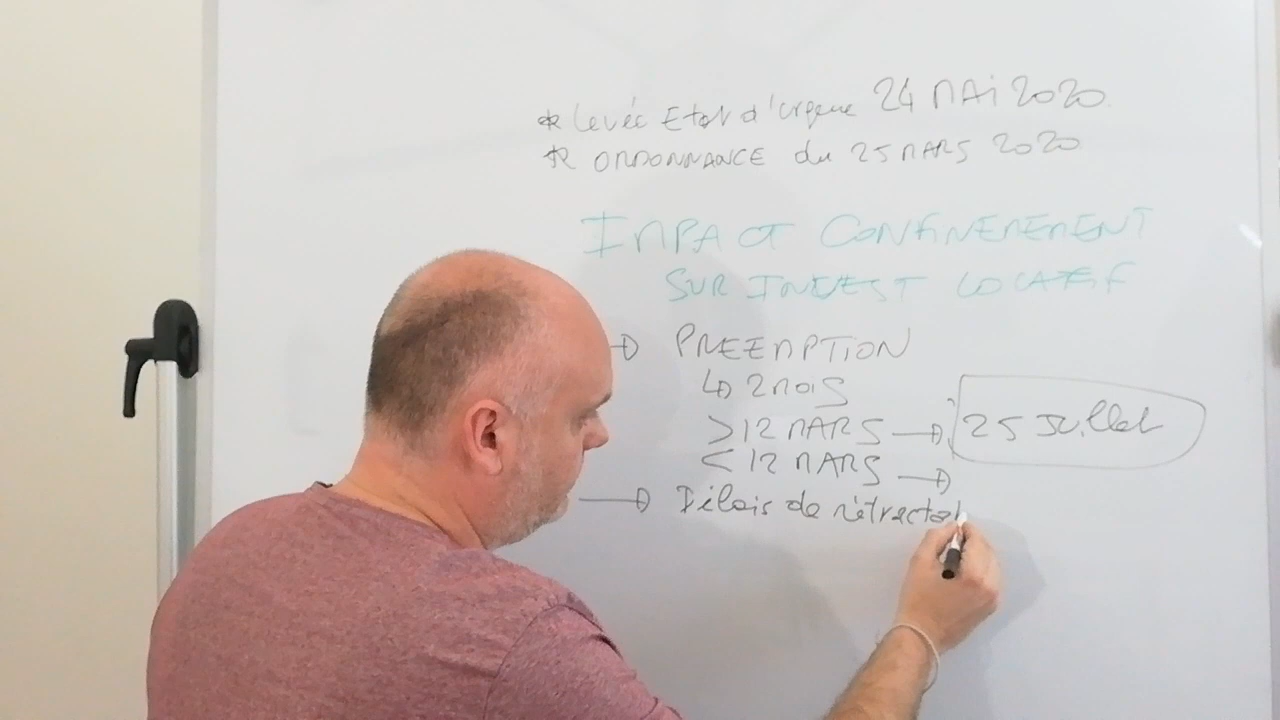 * Levée Etat d'urgence 24 MAi 2020.
* ORDONNANCE du 25 MARS 2020
IMPACT CONFINEMEMENT
SUR INVEST LOCATIF
→ PREEMPTION
↳ 2 MOIS
> 12 MARS → 25 Juillet
< 12 MARS →
→ Délais de rétractat